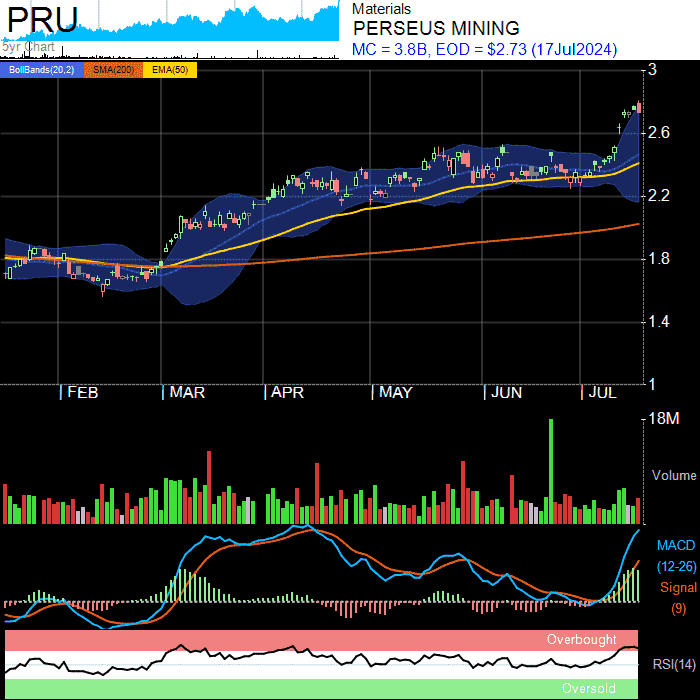 PRU
5yr Chart
Materials
PERSEUS MINING
MC = 3.8B, EOD = $2.73 (17Jul2024)
BollBands(20,2) SMA(200) EMA(50)
3
2.6
2.2
1.8
1.4
1
FEB MAR APR MAY JUN JUL
18M
Volume
MACD
(12-26)
Signal
(9)
Overbought
RSI(14)
Oversold